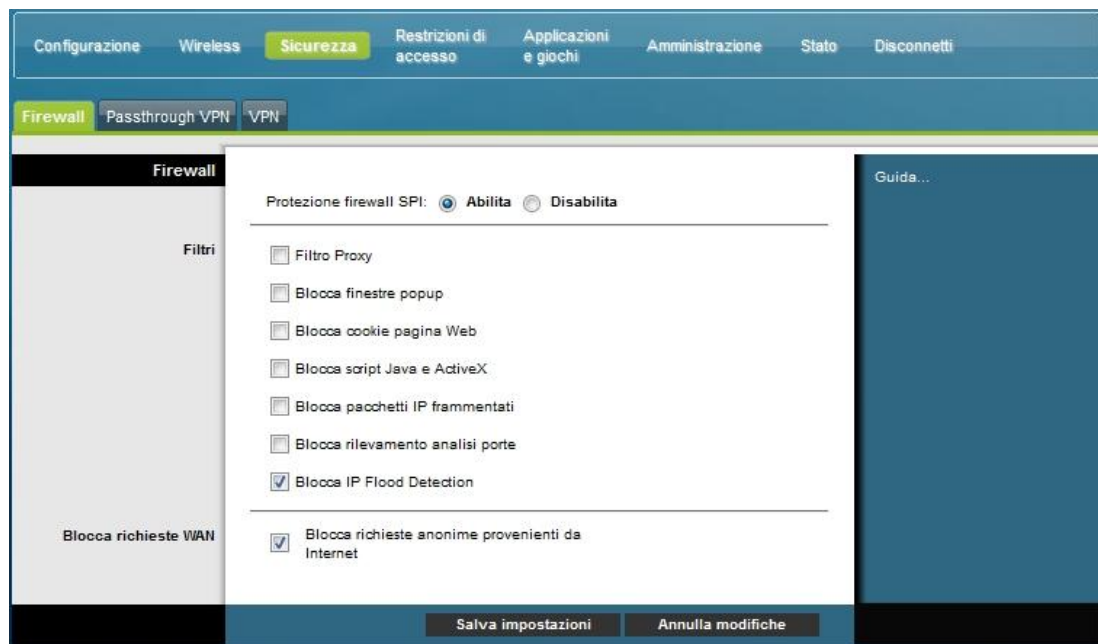 Configurazione Wireless Sicurezza Restrizioni di accesso Applicazioni e giochi Amministrazione Stato Disconnetti
Firewall Passthrough VPN VPN
Firewall
Guida...
Protezione firewall SPI: Abilita Disabilita
Filtri
Filtro Proxy
Blocca finestre popup
Blocca cookie pagina Web
Blocca script Java e ActiveX
Blocca pacchetti IP frammentati
Blocca rilevamento analisi porte
Blocca IP Flood Detection
Blocca richieste WAN
Blocca richieste anonime provenienti da
Internet
Salva impostazioni Annulla modifiche